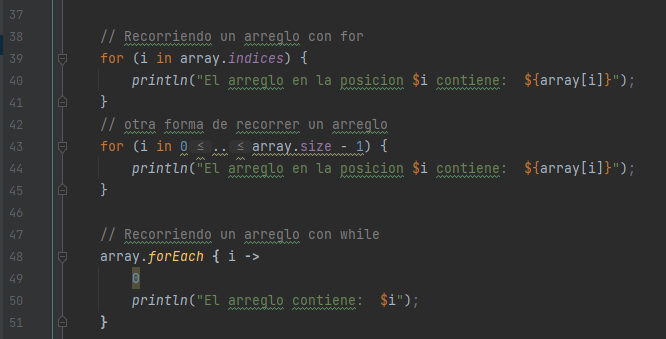 37
38 // Recorriendo un arreglo con for
39 for (i in array.indices) {
40 println("El arreglo en la posicion $i contiene:  ${array[i]}");
41 }
42 // otra forma de recorrer un arreglo
43 for (i in 0 ≤ .. ≤ array.size - 1) {
44 println("El arreglo en la posicion $i contiene:  ${array[i]}");
45 }
46
47 // Recorriendo un arreglo con while
48 array.forEach { i ->
49 0
50 println("El arreglo contiene:  $i");
51 }